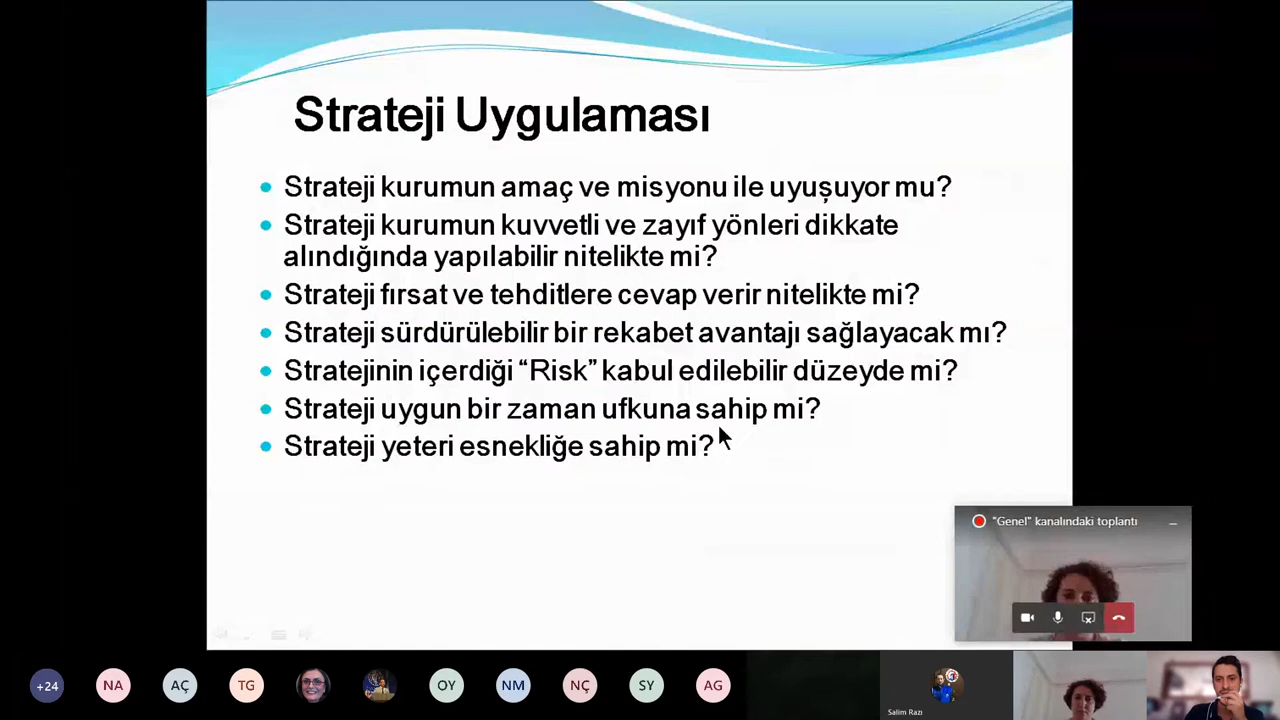 Strateji Uygulaması
Strateji kurumun amaç ve misyonu ile uyuşuyor mu?
Strateji kurumun kuvvetli ve zayıf yönleri dikkate
alındığında yapılabilir nitelikte mi?
Strateji fırsat ve tehditlere cevap verir nitelikte mi?
Strateji sürdürülebilir bir rekabet avantajı sağlayacak mı?
Stratejinin içerdiği “Risk” kabul edilebilir düzeyde mi?
Strateji uygun bir zaman ufkuna sahip mi?
Strateji yeteri esnekliğe sahip mi?
"Genel" kanalındaki toplantı
+24
NA
AÇ
TG
OY
NM
NÇ
SY
AG
Salim Razı